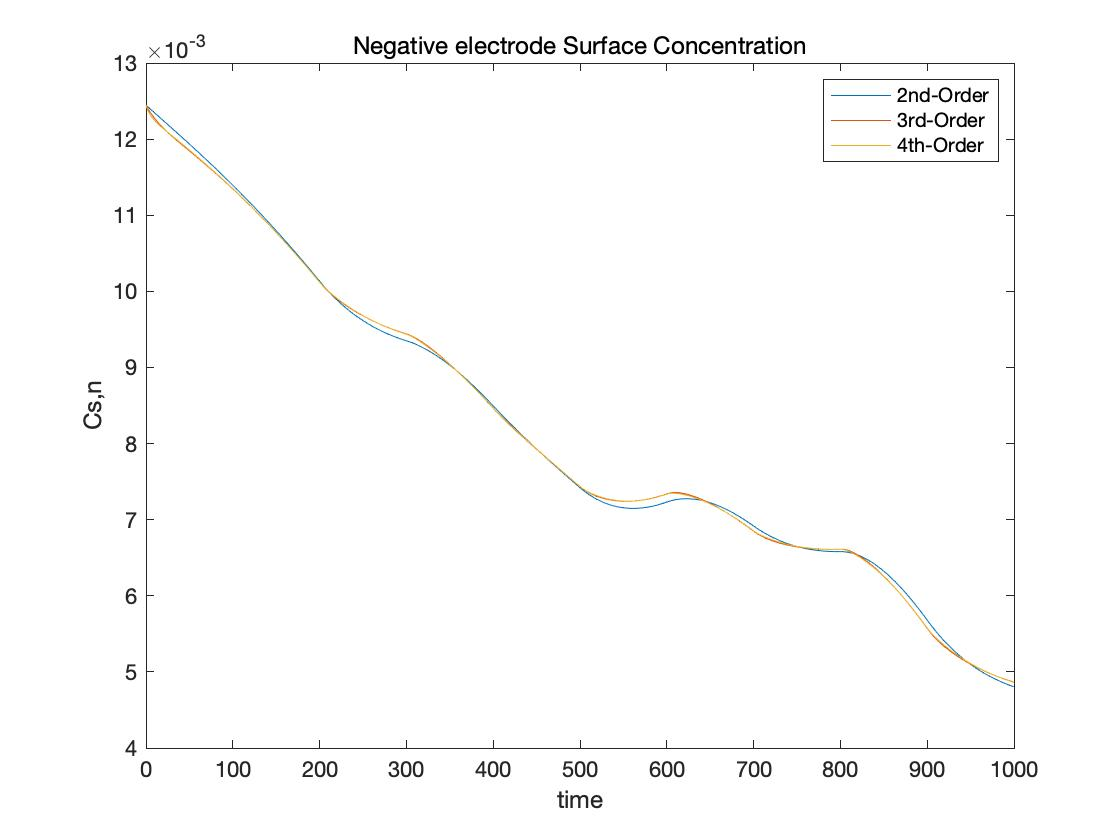 Negative electrode Surface Concentration
×10-3
13
12
11
10
9
8
7
6
5
4
Cs,n
2nd-Order
3rd-Order
4th-Order
0 100 200 300 400 500 600 700 800 900 1000
time